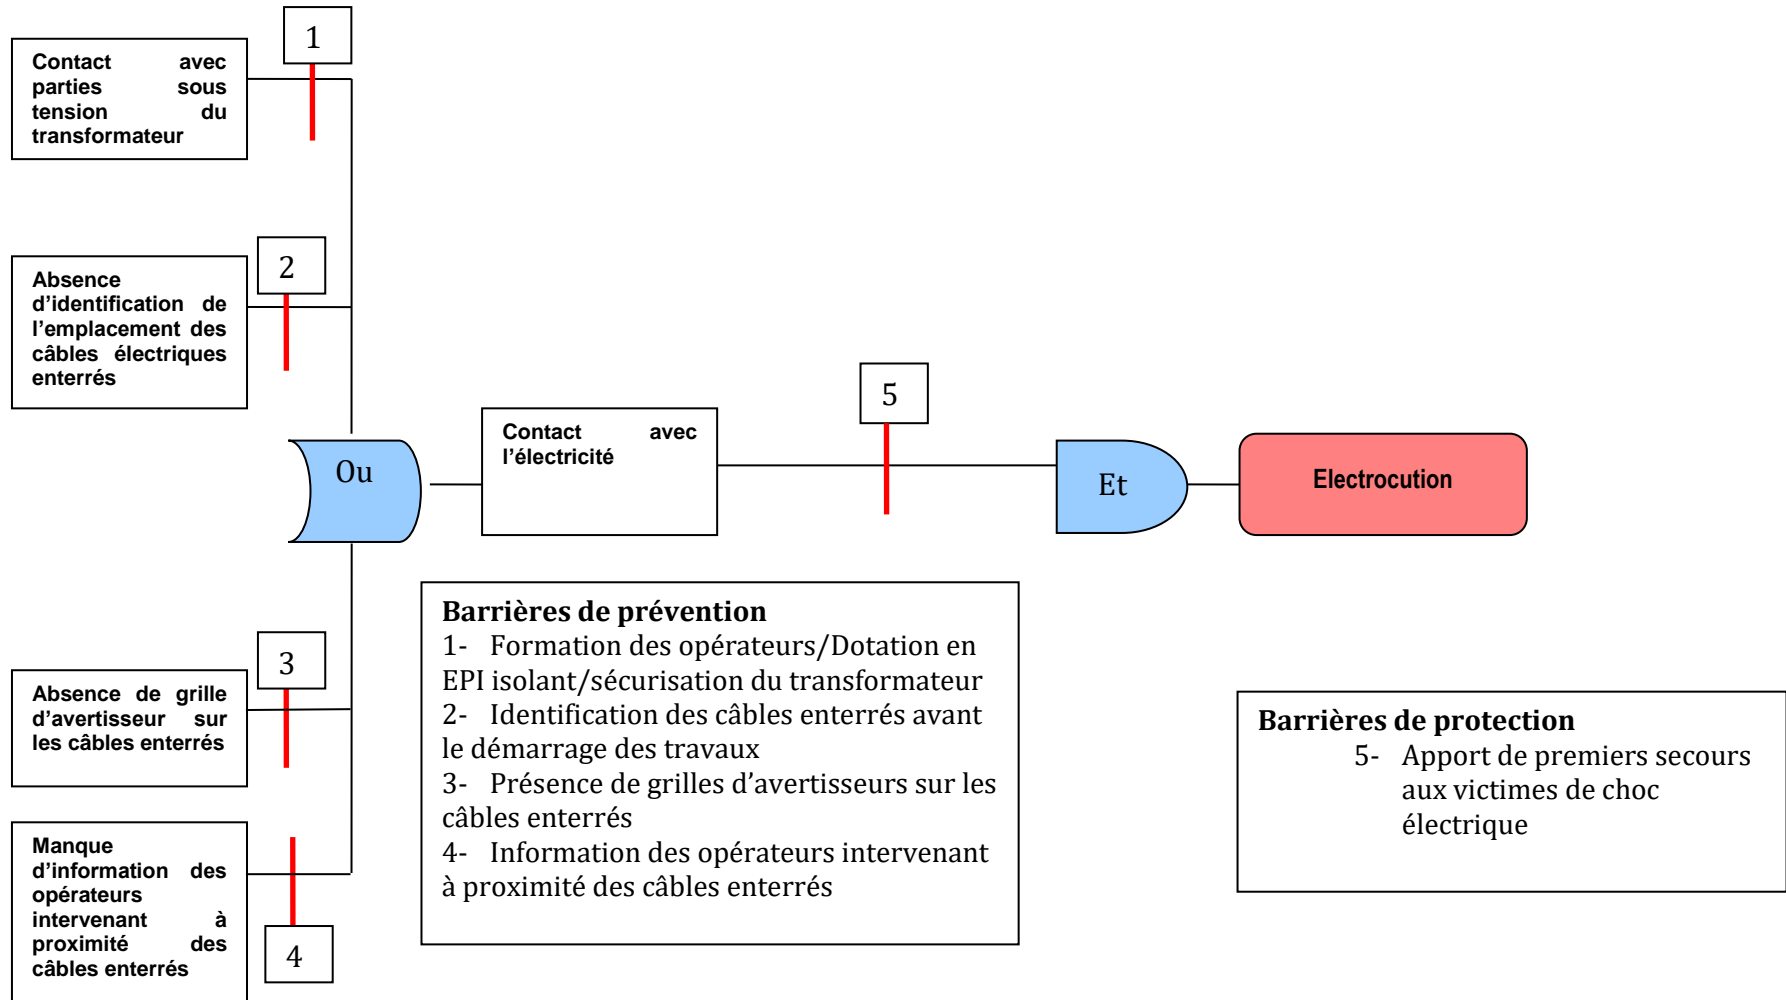 1
Contact avec
parties sous
tension du
transformateur
2
Absence
d’identification de
l’emplacement des
câbles électriques
enterrés
5
Ou
Contact avec
l’électricité
Et
Electrocution
3
Absence de grille
d’avertisseur sur
les câbles enterrés
Manque
d’information des
opérateurs
intervenant à
proximité des
câbles enterrés
4
Barrières de prévention
1- Formation des opérateurs/Dotation en
EPI isolant/sécurisation du transformateur
2- Identification des câbles enterrés avant
le démarrage des travaux
3- Présence de grilles d’avertisseurs sur les
câbles enterrés
4- Information des opérateurs intervenant
à proximité des câbles enterrés
Barrières de protection
5- Apport de premiers secours
aux victimes de choc
électrique